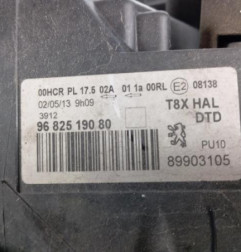 00HCR PL 17.5 02A 01 1a 00RL E2 08138
02/05/13 9h09 T8X HAL
3912 DTD
96 825 190 80
PU10
89903105